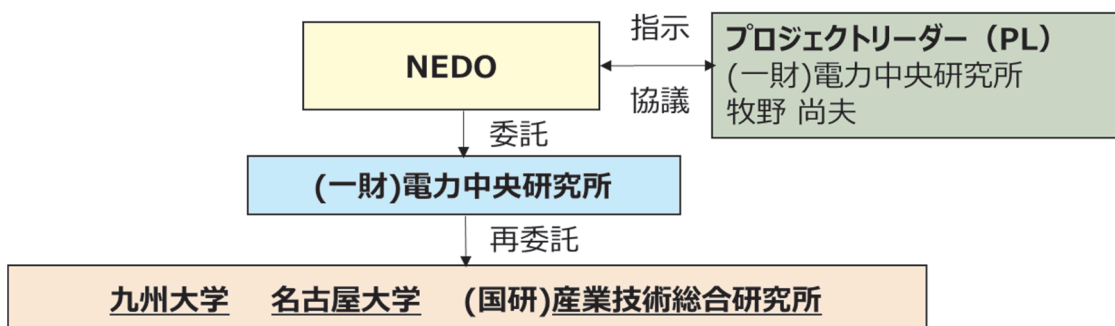 指示
プロジェクトリーダー（PL）
NEDO
(一財)電力中央研究所
協議
牧野 尚夫
委託
(一財)電力中央研究所
再委託
九州大学 名古屋大学 (国研)産業技術総合研究所